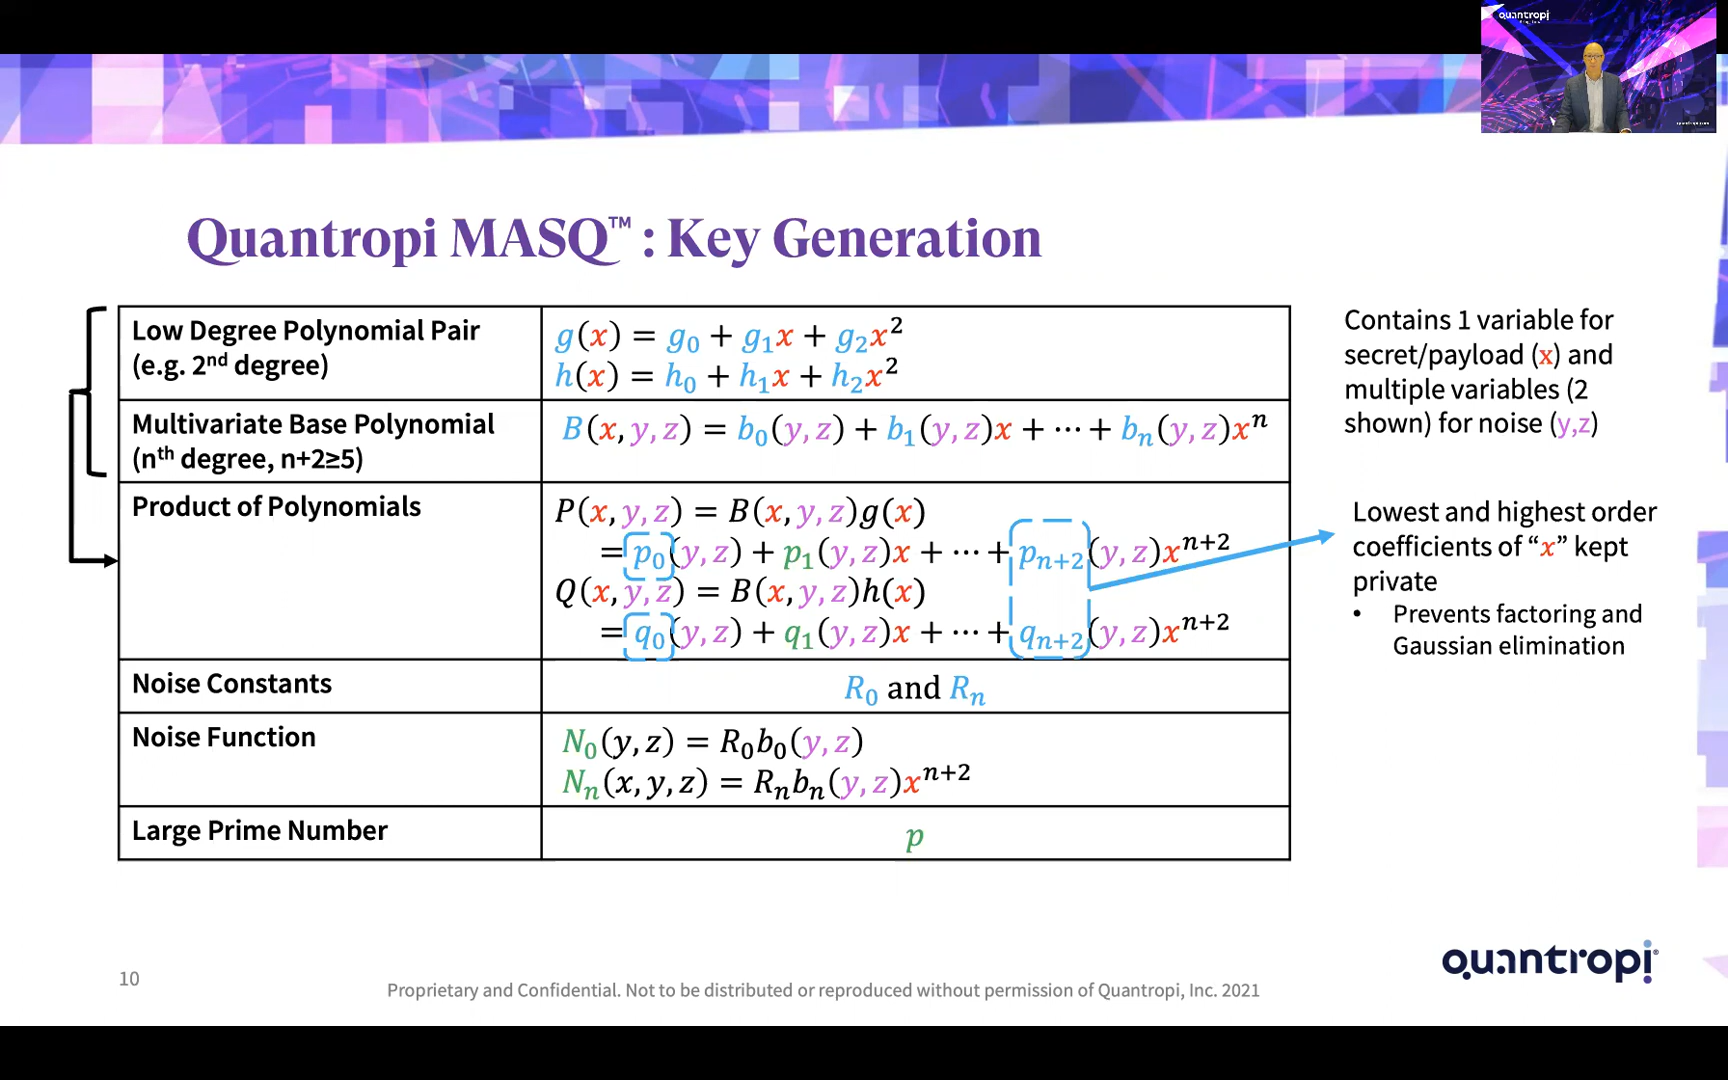 quantropi
Quantropi MASQ™ : Key Generation
Low Degree Polynomial Pair
(e.g. 2nd degree)
g(x) = g₀ + g₁x + g₂x²
h(x) = h₀ + h₁x + h₂x²
Multivariate Base Polynomial
(nth degree, n+2≥5)
B(x, y, z) = b₀(y, z) + b₁(y, z)x + ⋯ + bₙ(y, z)xⁿ
Product of Polynomials
P(x, y, z) = B(x, y, z)g(x)
= p₀(y, z) + p₁(y, z)x + ⋯ + pₙ₊₂(y, z)xⁿ⁺²
Q(x, y, z) = B(x, y, z)h(x)
= q₀(y, z) + q₁(y, z)x + ⋯ + qₙ₊₂(y, z)xⁿ⁺²
Noise Constants
R₀ and Rₙ
Noise Function
N₀(y, z) = R₀b₀(y, z)
Nₙ(x, y, z) = Rₙbₙ(y, z)xⁿ⁺²
Large Prime Number
p
Contains 1 variable for
secret/payload (x) and
multiple variables (2
shown) for noise (y,z)
Lowest and highest order
coefficients of “x” kept
private
• Prevents factoring and
Gaussian elimination
quantropi
10
Proprietary and Confidential. Not to be distributed or reproduced without permission of Quantropi, Inc. 2021